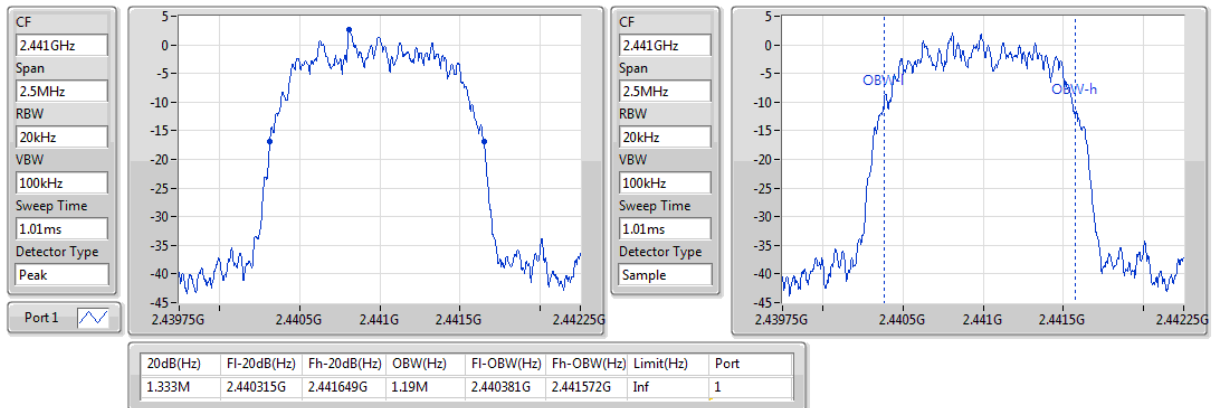 CF
2.441GHz
Span
2.5MHz
RBW
20kHz
VBW
100kHz
Sweep Time
1.01ms
Detector Type
Peak
Port 1
5
0
-5
-10
-15
-20
-25
-30
-35
-40
-45
2.43975G 2.4405G 2.441G 2.4415G 2.44225G
CF
2.441GHz
Span
2.5MHz
RBW
20kHz
VBW
100kHz
Sweep Time
1.01ms
Detector Type
Sample
5
0
-5
-10
-15
-20
-25
-30
-35
-40
-45
OBW-l
OBW-h
2.43975G 2.4405G 2.441G 2.4415G 2.44225G
20dB(Hz) Fl-20dB(Hz) Fh-20dB(Hz) OBW(Hz) Fl-OBW(Hz) Fh-OBW(Hz) Limit(Hz) Port
1.333M 2.440315G 2.441649G 1.19M 2.440381G 2.441572G Inf 1